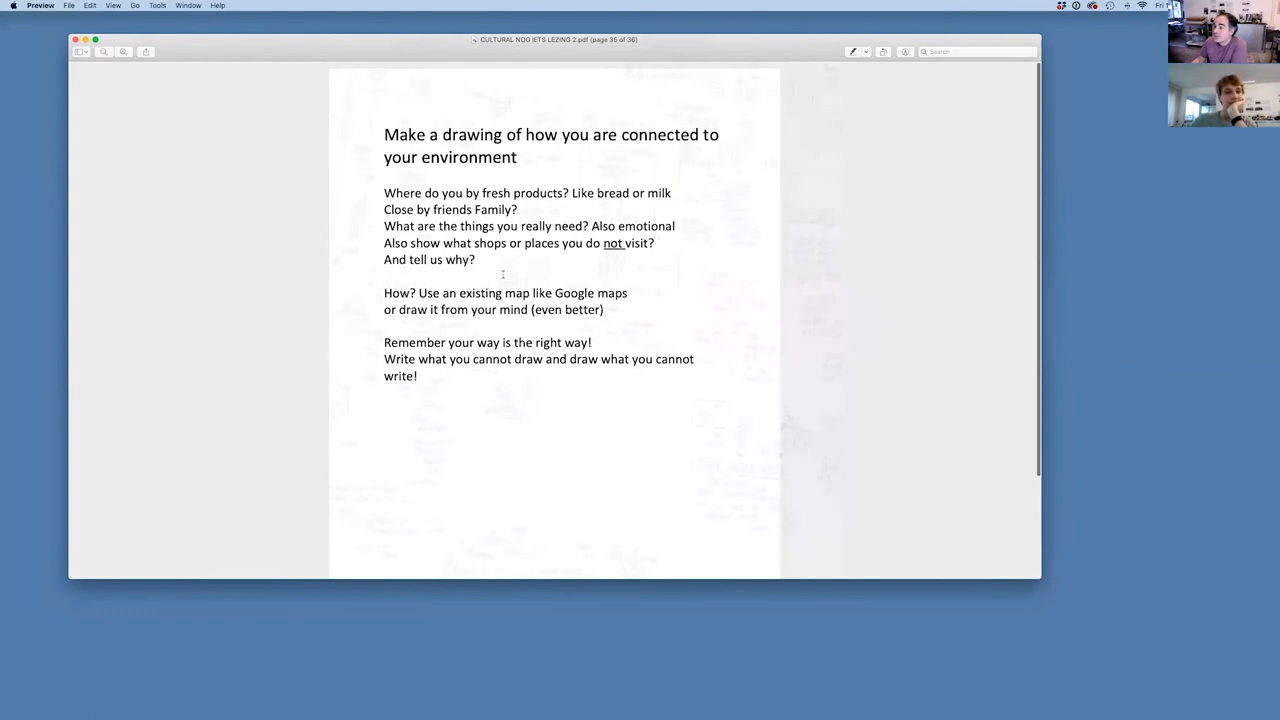 Preview File Edit View Go Tools Window Help
CULTURAL NOG iETS LEZING 2.pdf (page 35 of 36)
Search
Make a drawing of how you are connected to
your environment
Where do you by fresh products? Like bread or milk
Close by friends Family?
What are the things you really need? Also emotional
Also show what shops or places you do not visit?
And tell us why?
How? Use an existing map like Google maps
or draw it from your mind (even better)
Remember your way is the right way!
Write what you cannot draw and draw what you cannot
write!